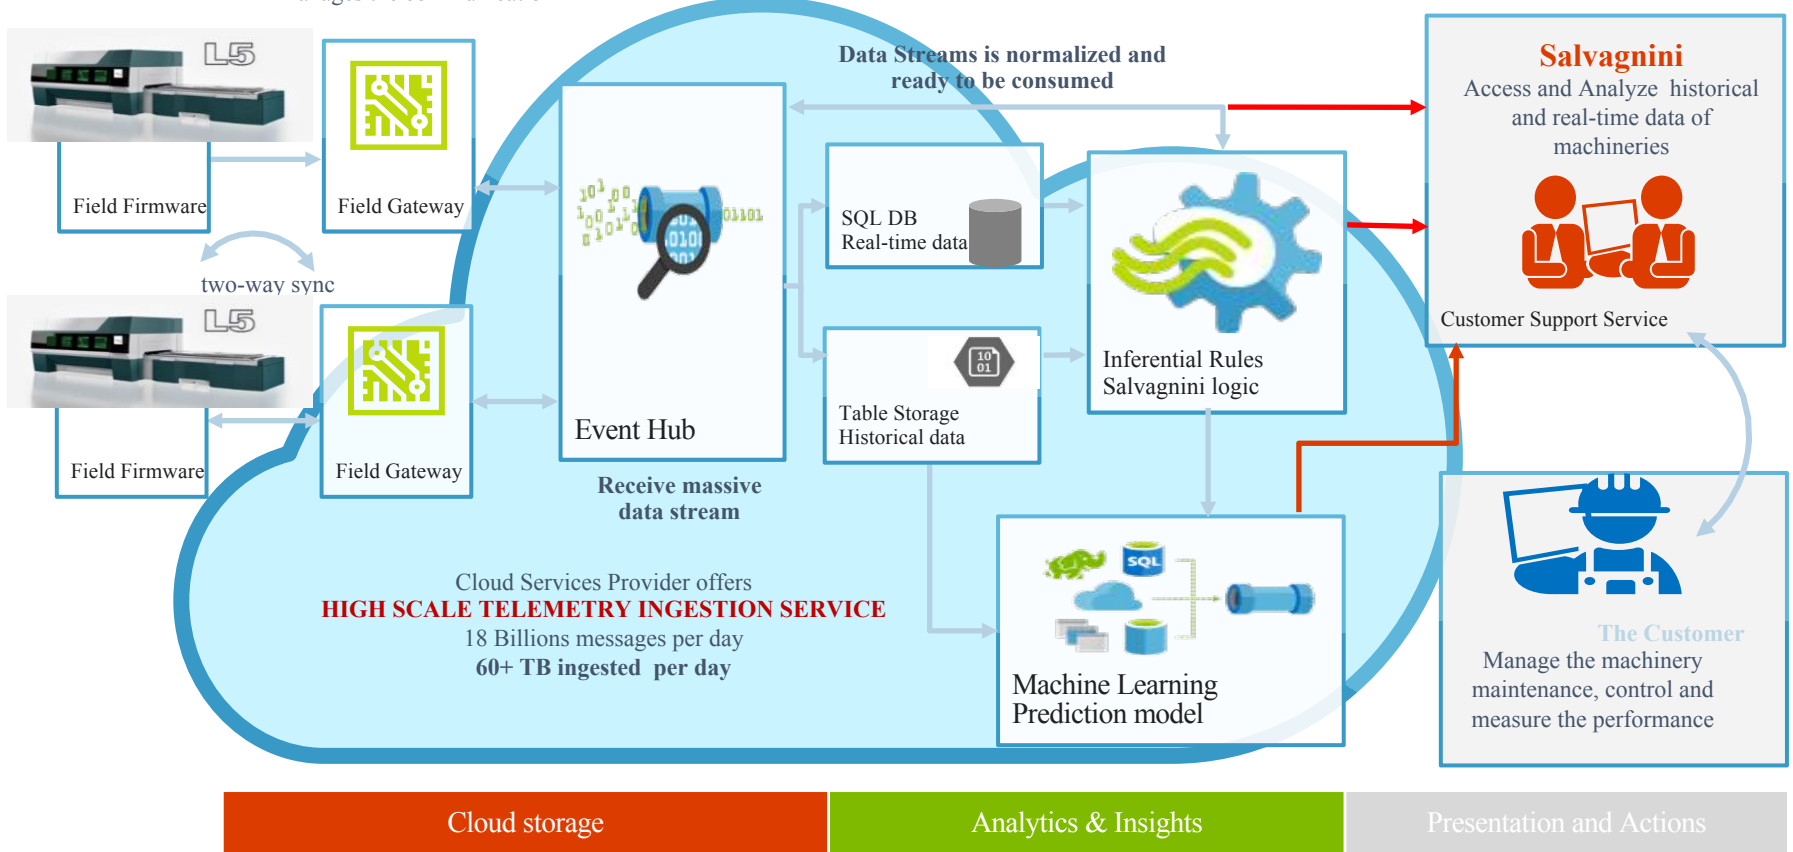 L5
Field Firmware
Field Gateway
two-way sync
L5
Field Firmware
Field Gateway
Event Hub
Receive massive
data stream
Data Streams is normalized and
ready to be consumed
SQL DB
Real-time data
10
01
Table Storage
Historical data
Inferential Rules
Salvagnini logic
SQL
Machine Learning
Prediction model
Cloud Services Provider offers
HIGH SCALE TELEMETRY INGESTION SERVICE
18 Billions messages per day
60+ TB ingested per day
Salvagnini
Access and Analyze historical
and real-time data of
machineries
Customer Support Service
The Customer
Manage the machinery
maintenance, control and
measure the performance
Cloud storage
Analytics & Insights
Presentation and Actions